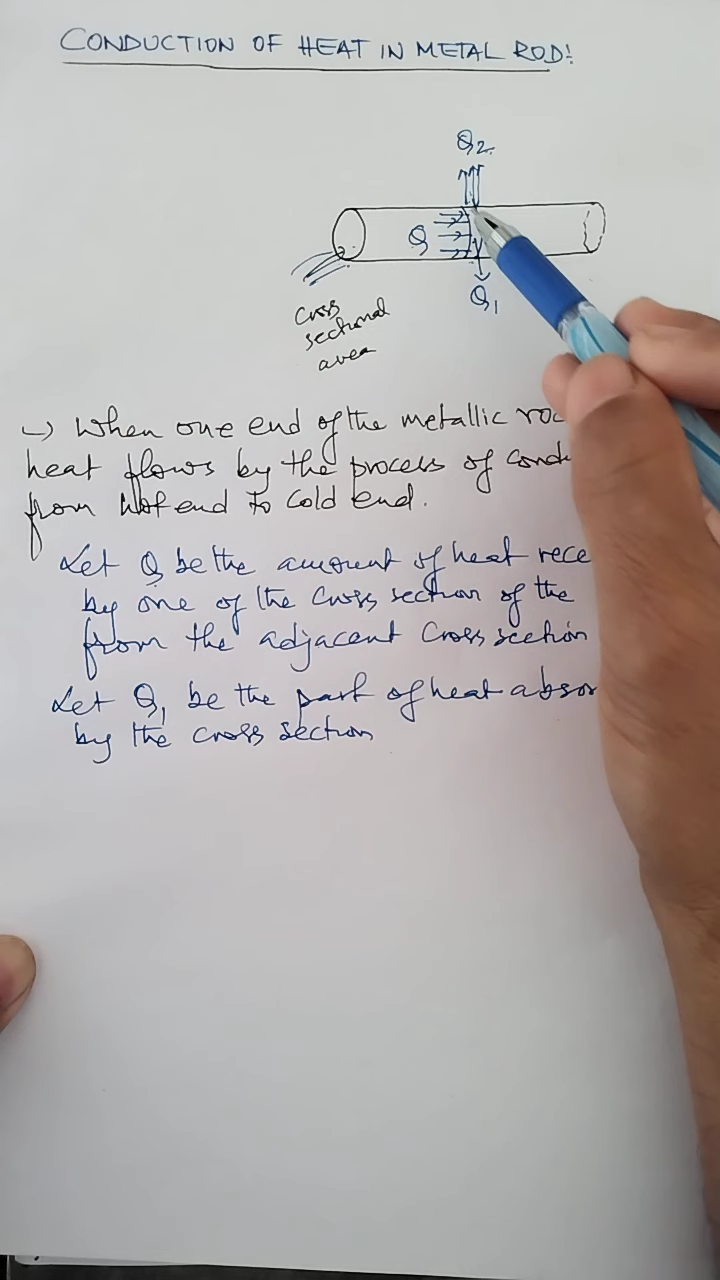 CONDUCTION OF HEAT IN METAL ROD:
Q2
Q
Q1
Cross
sectional
area
→ When one end of the metallic
heat flows by the process of
from hot end to cold end.
Let Q be the amount of heat
by one of the cross section of the
from the adjacent cross section
Let Q1 be the part of heat
by the cross section